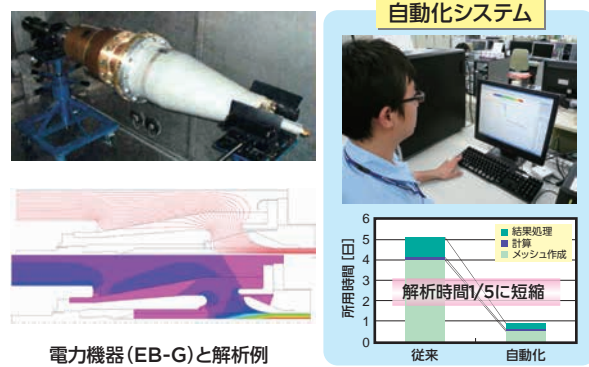 自動化システム
電力機器（EB-G）と解析例
所用時間［日］
6
5
4
3
2
1
0
結果処理
計算
メッシュ作成
解析時間1/5に短縮
従来
自動化